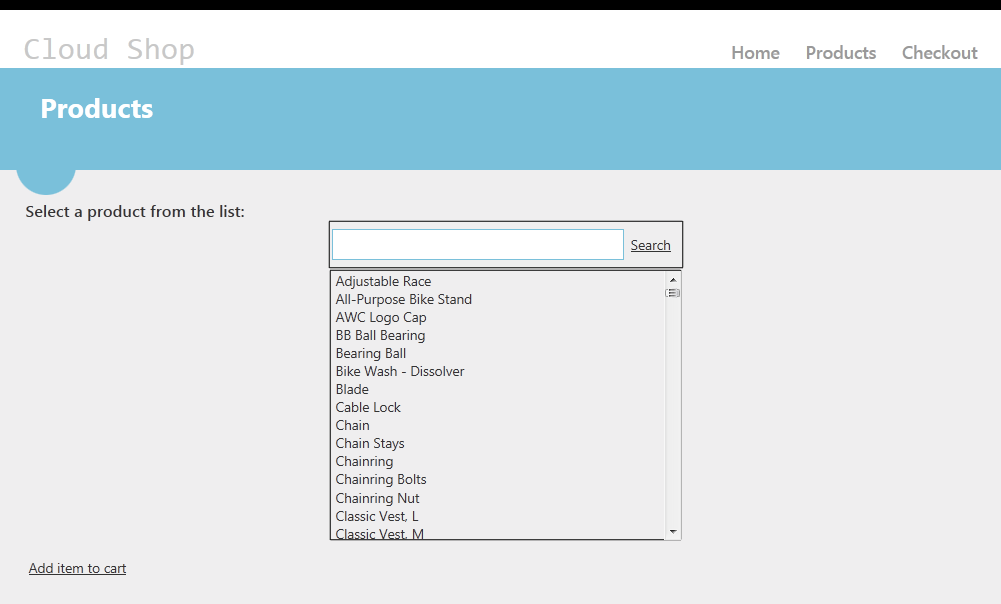 Cloud Shop
Home Products Checkout
Products
Select a product from the list:
Search
Adjustable Race
All-Purpose Bike Stand
AWC Logo Cap
BB Ball Bearing
Bearing Ball
Bike Wash - Dissolver
Blade
Cable Lock
Chain
Chain Stays
Chainring
Chainring Bolts
Chainring Nut
Classic Vest, L
Classic Vest, M
Add item to cart